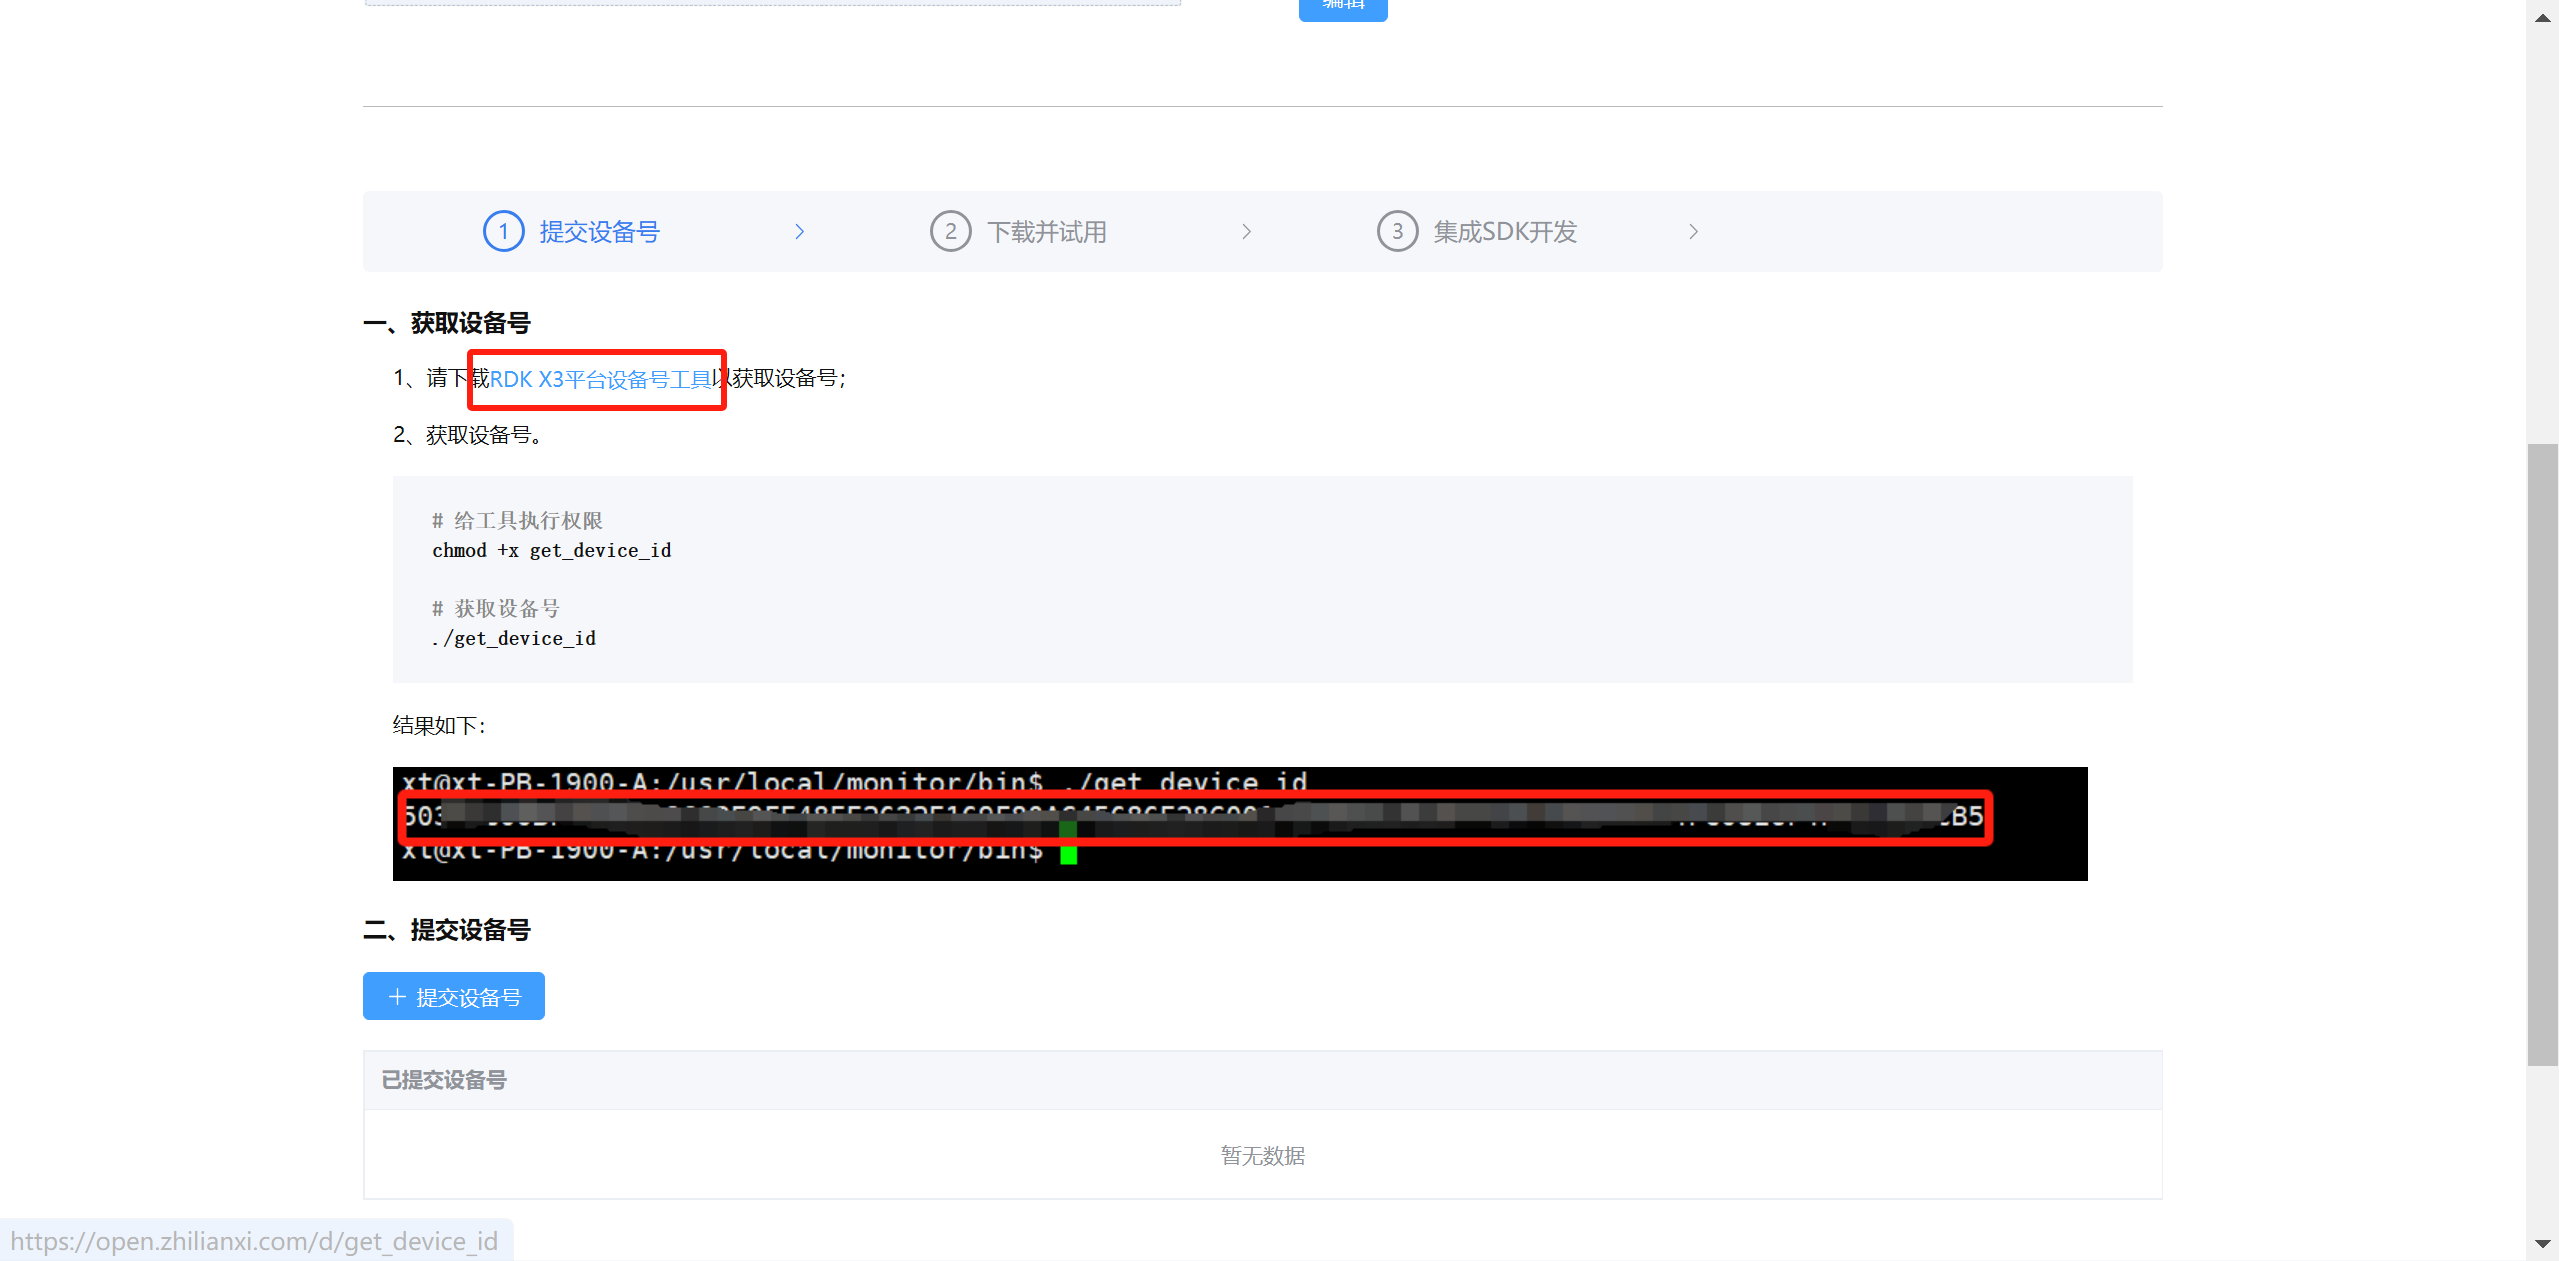 编辑
1 提交设备号 2 下载并试用 3 集成SDK开发
一、获取设备号
1、请下载RDK X3平台设备号工具以获取设备号；
2、获取设备号。
# 给工具执行权限
chmod +x get_device_id
# 获取设备号
./get_device_id
结果如下：
xt@xt-PB-1900-A:/usr/local/monitor/bin$ ./get_device_id
503
B5
xt@xt-PB-1900-A:/usr/local/monitor/bin$
二、提交设备号
+ 提交设备号
已提交设备号
暂无数据
https://open.zhilianxi.com/d/get_device_id